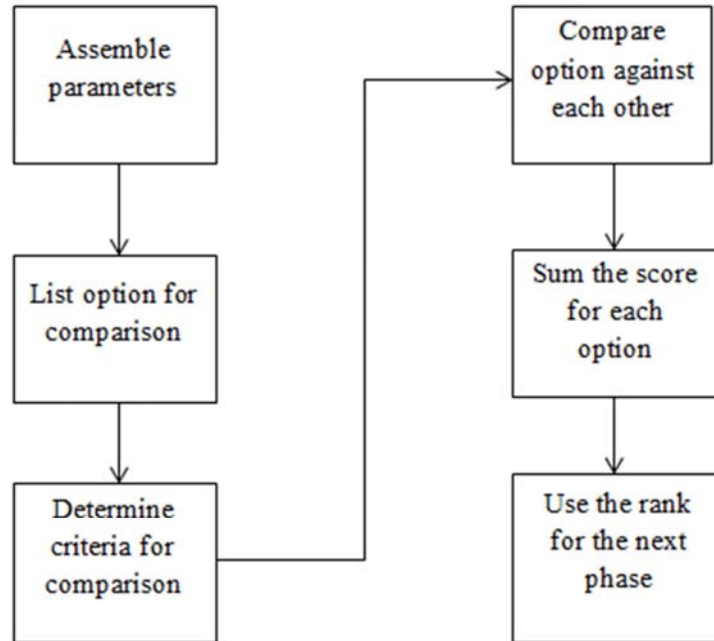 Assemble
parameters
List option for
comparison
Determine
criteria for
comparison
Compare
option against
each other
Sum the score
for each
option
Use the rank
for the next
phase